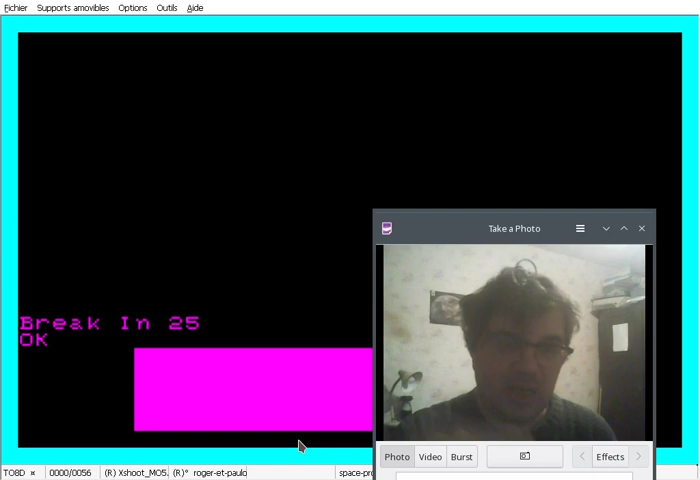 Fichier Supports amovibles Options Outils Aide
Take a Photo
Break In 25
OK
Photo Video Burst Effects
TO8D 0000/0056 (R) Xshoot_MO5. (R)° roger-et-paulo space-pro